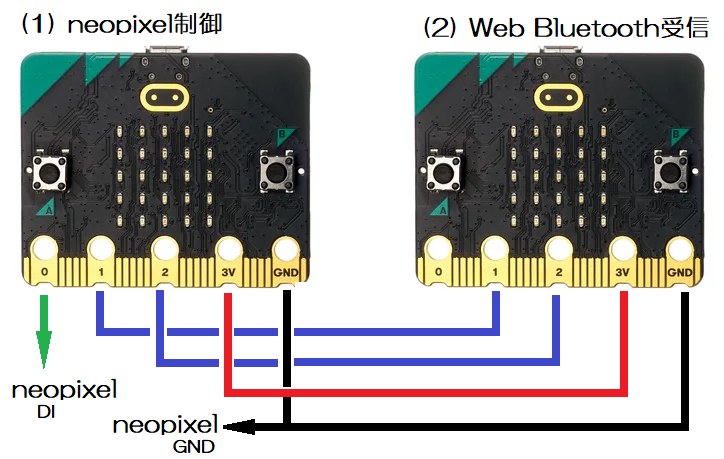 (1) neopixel制御
(2) Web Bluetooth受信
B
B
A
A
0 1 2 3V GND
0 1 2 3V GND
neopixel
DI
neopixel
GND